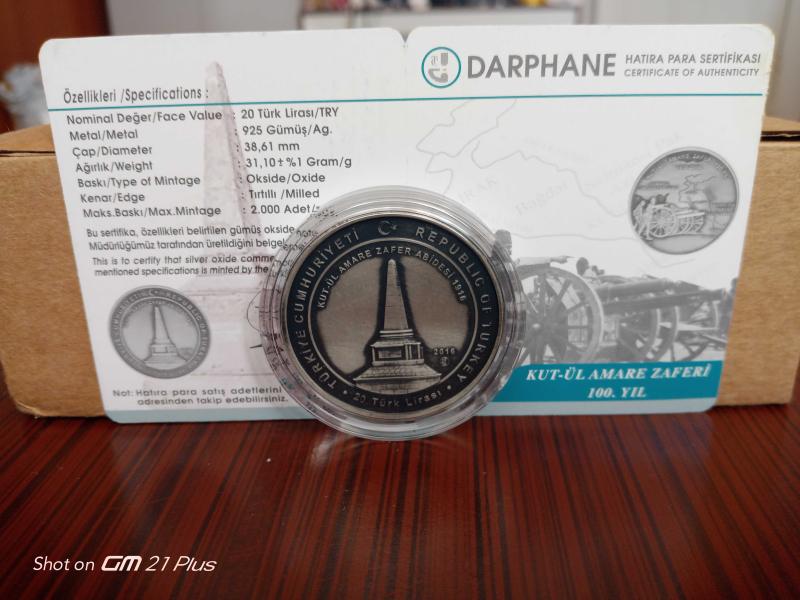 Özellikleri /Specifications :
Nominal Değer/Face Value : 20 Türk Lirası/TRY
Metal/Metal : 925 Gümüş/Ag.
Çap/Diameter : 38,61 mm
Ağırlık/Weight : 31,10±%1 Gram/g
Baskı/Type of Mintage : Okside/Oxide
Kenar/Edge : Tırtıllı /Milled
Maks.Baskı/Max.Mintage : 2.000 Adet/
Bu sertifika, özellikleri belirtilen gümüş okside
Müdürlüğümüz tarafından üretildiğini
This is to certify that silver oxide
mentioned specifications is minted by the
Not: Hatıra para satış adetlerini
adresinden takip edebilirsiniz.
DARPHANE
HATIRA PARA SERTİFİKASI
CERTIFICATE OF AUTHENTICITY
IRAK
Bagdat
KUT-ÜL AMARE ZAFERİ
100. YIL
TÜRKİYE CUMHURİYETİ
REPUBLIC OF TURKEY
KUT-ÜL AMARE ZAFER ABİDESİ 1916
2016
20 Türk Lirası
Shot on GM 21 Plus